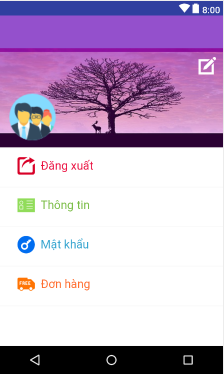 8:00
Đăng xuất
Thông tin
Mật khẩu
FREE
Đơn hàng